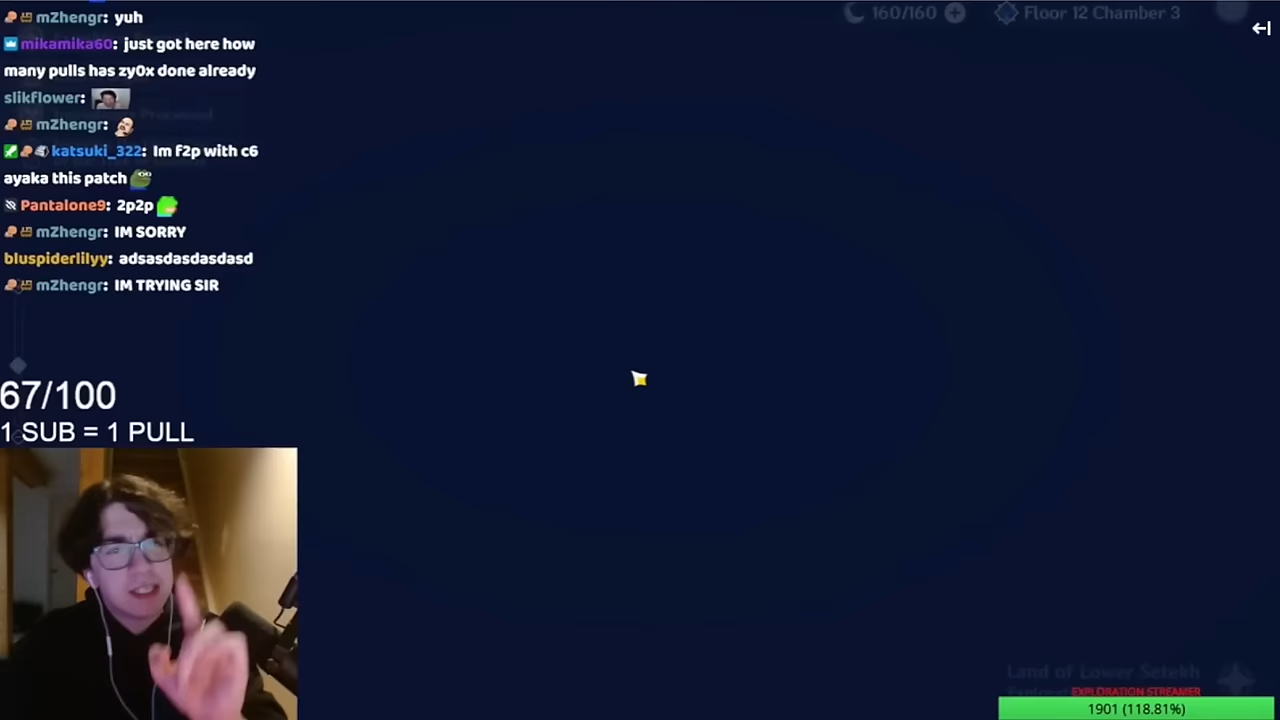 mZhengr: yuh
160/160
Floor 12 Chamber 3
mikamika60: just got here how
many pulls has zy0x done already
slikflower:
mZhengr:
katsuki_322: Im f2p with c6
ayaka this patch
Pantalone9: 2p2p
mZhengr: IM SORRY
bluspiderlilyy: adsasdasdasdasd
mZhengr: IM TRYING SIR
67/100
1 SUB = 1 PULL
Land of Lower Setekh
EXPLORATION STREAMER
1901 (118.81%)